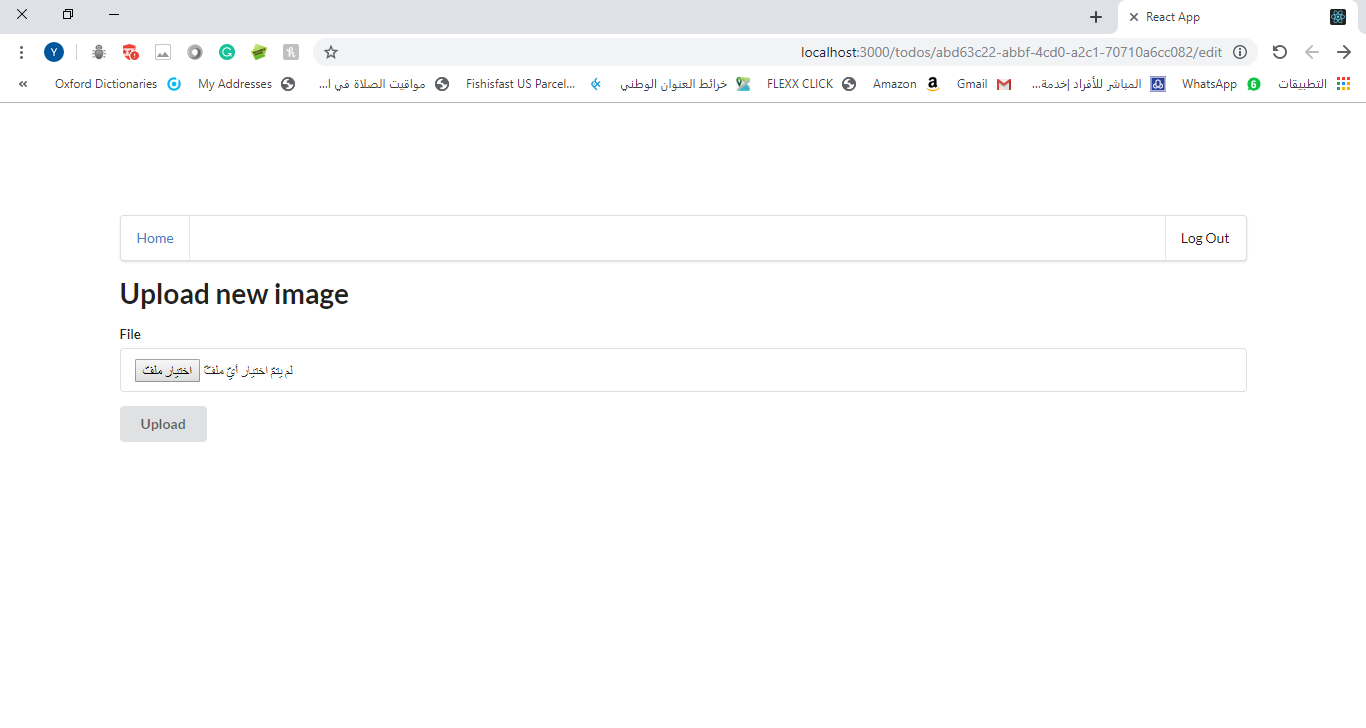 React App
Y
localhost:3000/todos/abd63c22-abbf-4cd0-a2c1-70710a6cc082/edit
التطبيقات WhatsApp المباشر للأفراد |خدمة... Gmail Amazon FLEXX CLICK خرائط العنوان الوطني Fishisfast US Parcel... مواقيت الصلاة في ا... My Addresses Oxford Dictionaries «
Home Log Out
Upload new image
File
اختيار ملفّ لم يتمّ اختيار أيّ ملفّ
Upload